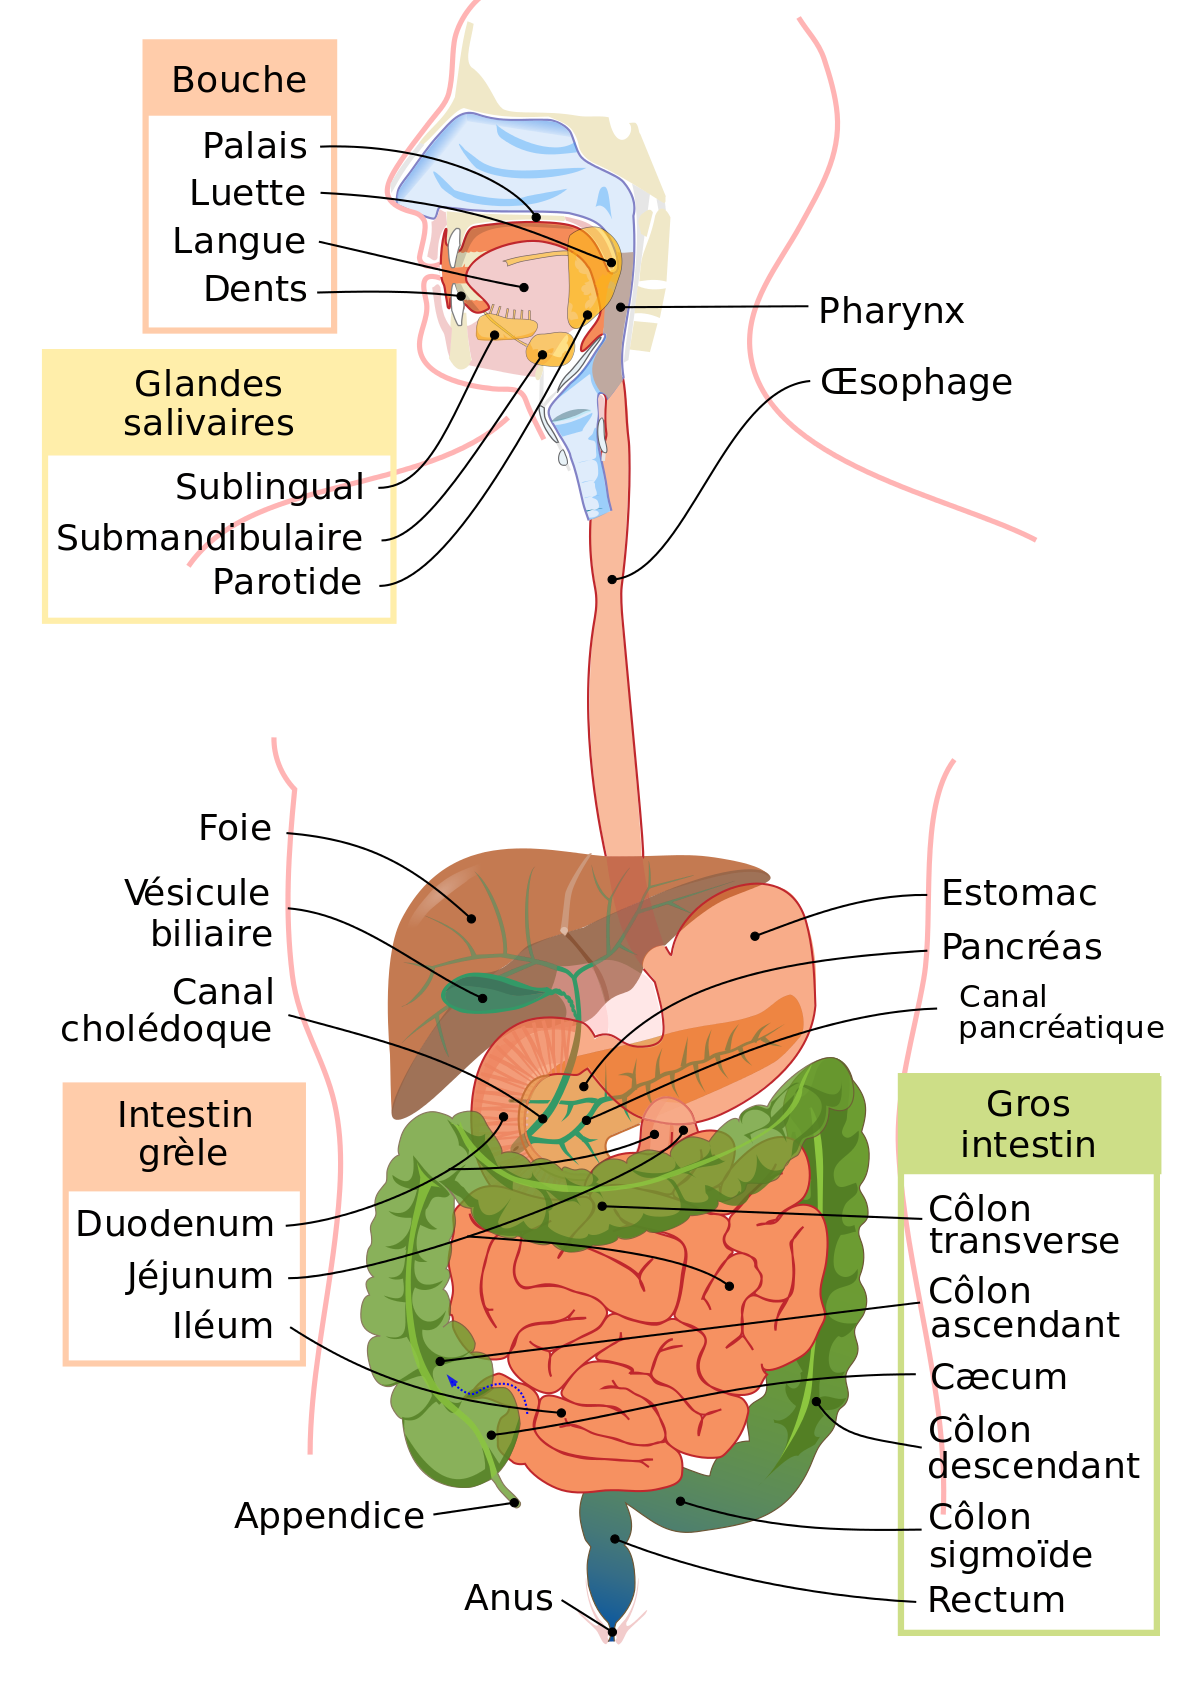 Bouche
Palais
Luette
Langue
Dents
Glandes
salivaires
Sublingual
Submandibulaire
Parotide
Pharynx
Œsophage
Foie
Vésicule
biliaire
Canal
cholédoque
Intestin
grèle
Duodenum
Jéjunum
Iléum
Appendice
Anus
Estomac
Pancréas
Canal
pancréatique
Gros
intestin
Côlon
transverse
Côlon
ascendant
Cæcum
Côlon
descendant
Côlon
sigmoïde
Rectum